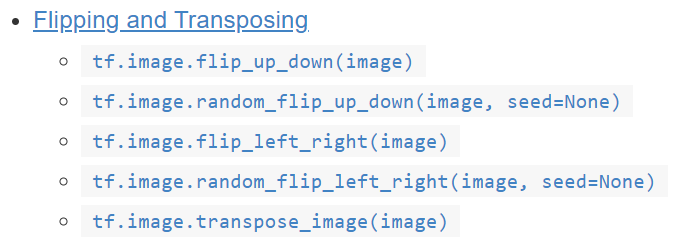 Flipping and Transposing
tf.image.flip_up_down(image)
tf.image.random_flip_up_down(image, seed=None)
tf.image.flip_left_right(image)
tf.image.random_flip_left_right(image, seed=None)
tf.image.transpose_image(image)